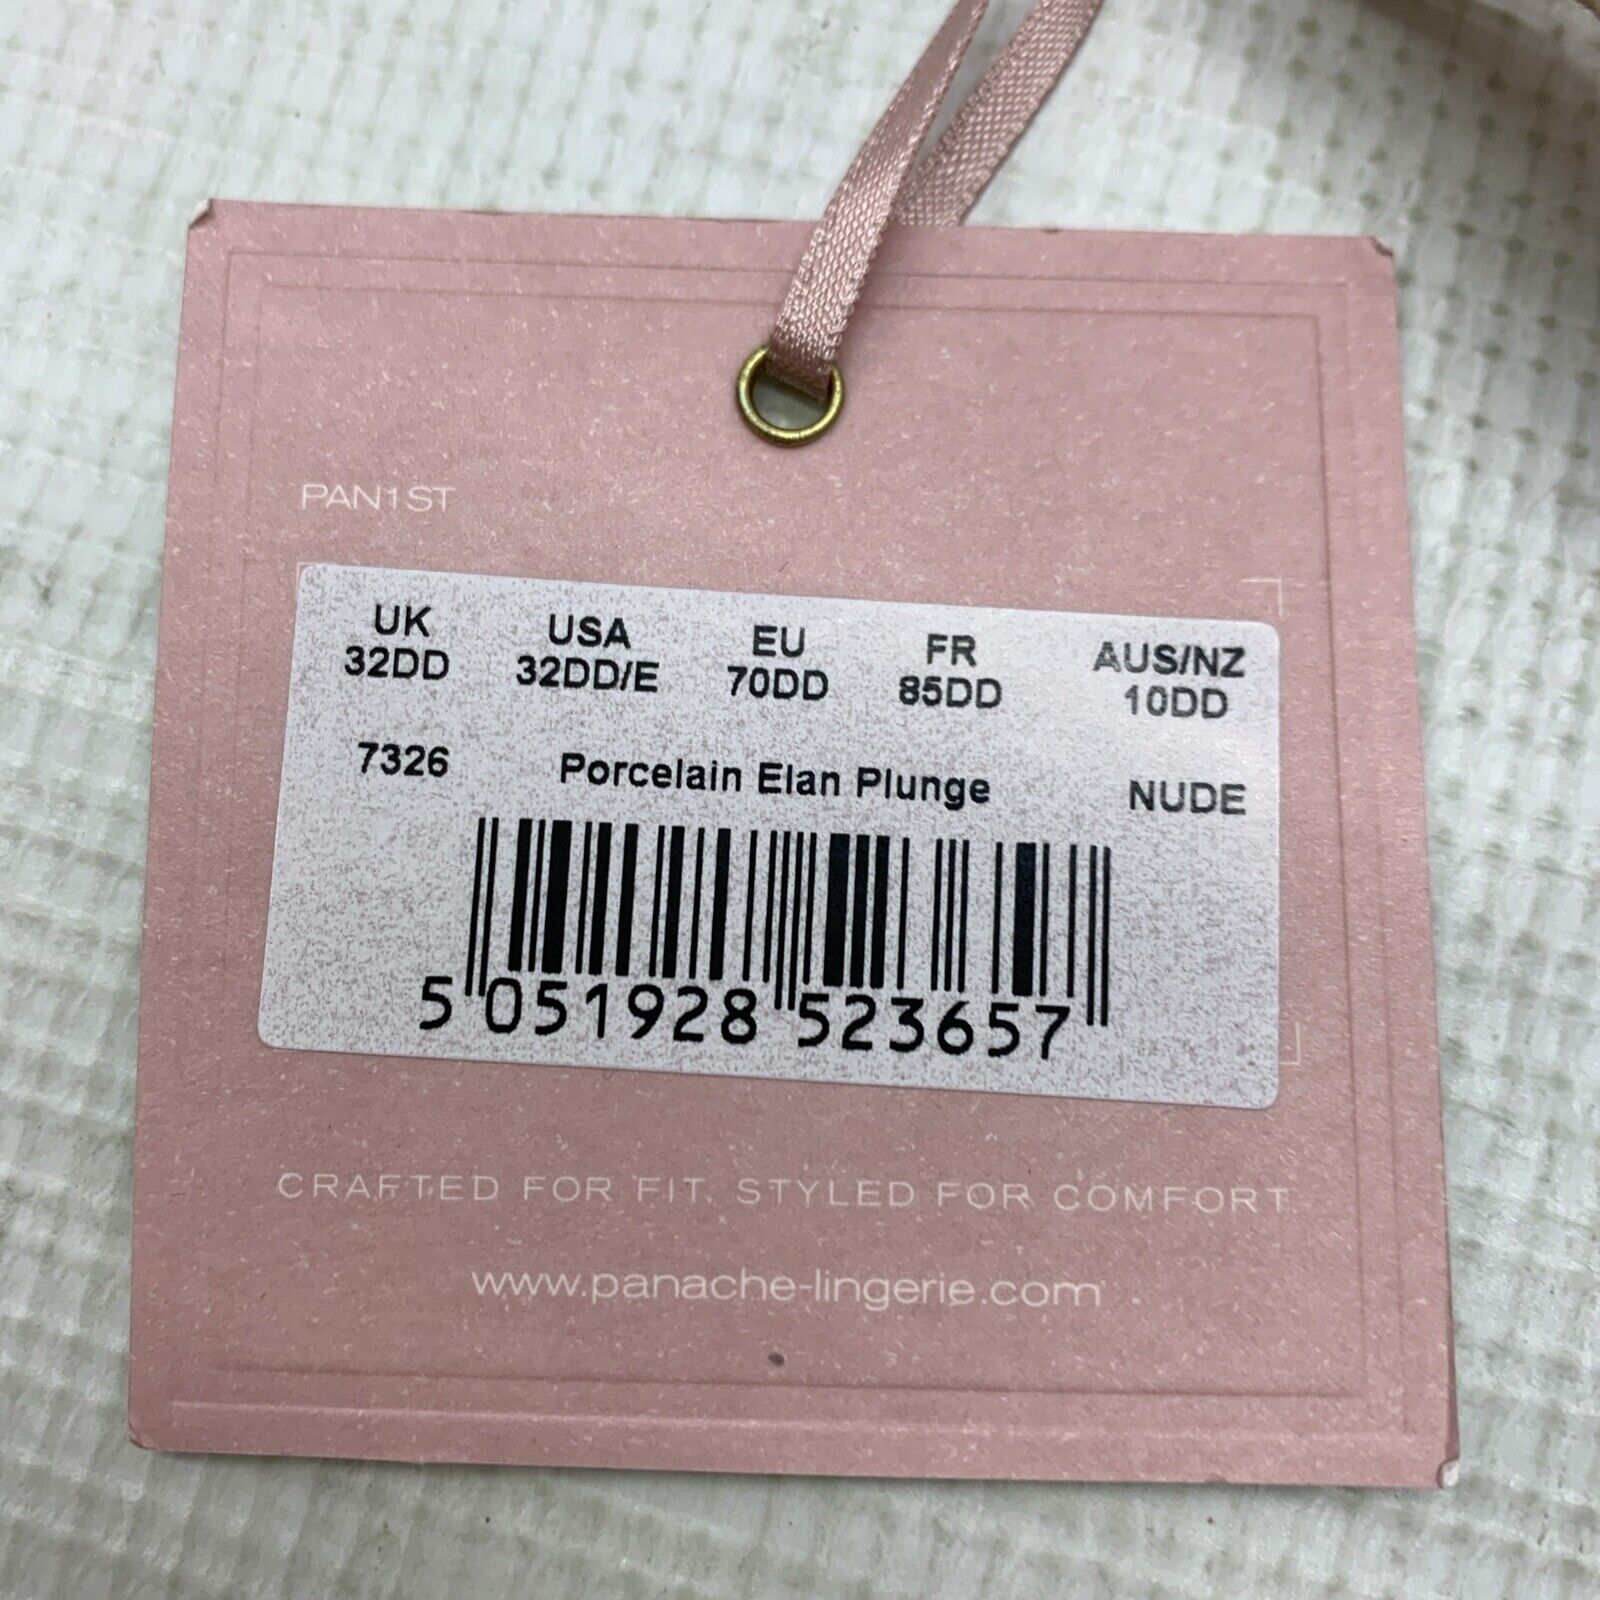 PAN1ST
UK USA EU FR AUS/NZ
32DD 32DD/E 70DD 85DD 10DD
7326 Porcelain Elan Plunge NUDE
5 051928 523657
CRAFTED FOR FIT. STYLED FOR COMFORT
www.panache-lingerie.com